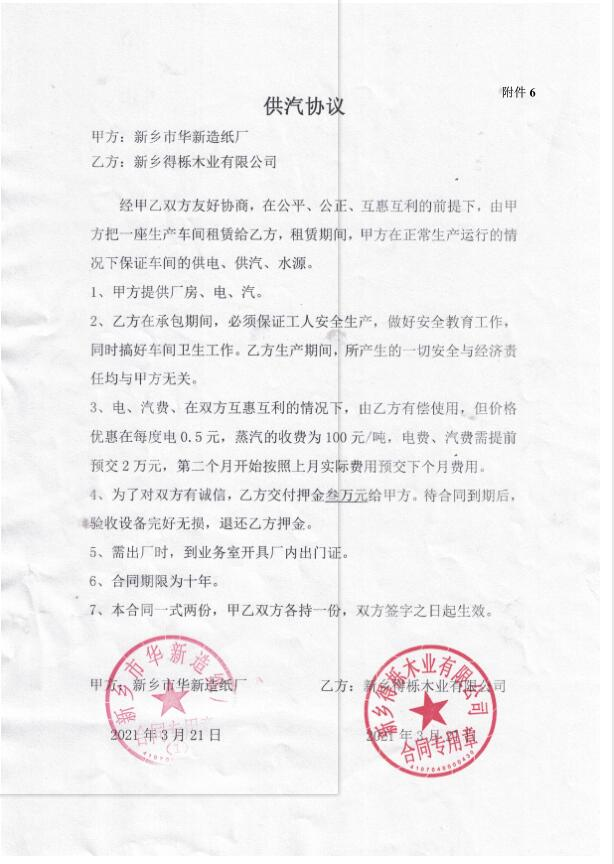 附件 6
供汽协议
甲方：新乡市华新造纸厂
乙方：新乡得栎木业有限公司
经甲乙双方友好协商，在公平、公正、互惠互利的前提下，由甲
方把一座生产车间租赁给乙方，租赁期间，甲方在正常生产运行的情
况下保证车间的供电、供汽、水源。
1、甲方提供厂房、电、汽。
2、乙方在承包期间，必须保证工人安全生产，做好安全教育工作，
同时搞好车间卫生工作。乙方生产期间，所产生的一切安全与经济责
任均与甲方无关。
3、电、汽费、在双方互惠互利的情况下，由乙方有偿使用，但价格
优惠在每度电0.5元，蒸汽的收费为100元/吨，电费、汽费需提前
预交2万元，第二个月开始按照上月实际费用预交下个月费用。
4、为了对双方有诚信，乙方交付押金叁万元给甲方。待合同到期后，
验收设备完好无损，退还乙方押金。
5、需出厂时，到业务室开具厂内出门证。
6、合同期限为十年。
7、本合同一式两份，甲乙双方各持一份，双方签字之日起生效。
甲方：新乡市华新造纸厂 乙方：新乡得栎木业有限公司
2021年3月21日 2021年3月21日
新乡市华新造纸厂
合同专用章
(1)
新乡得栎木业有限公司
合同专用章